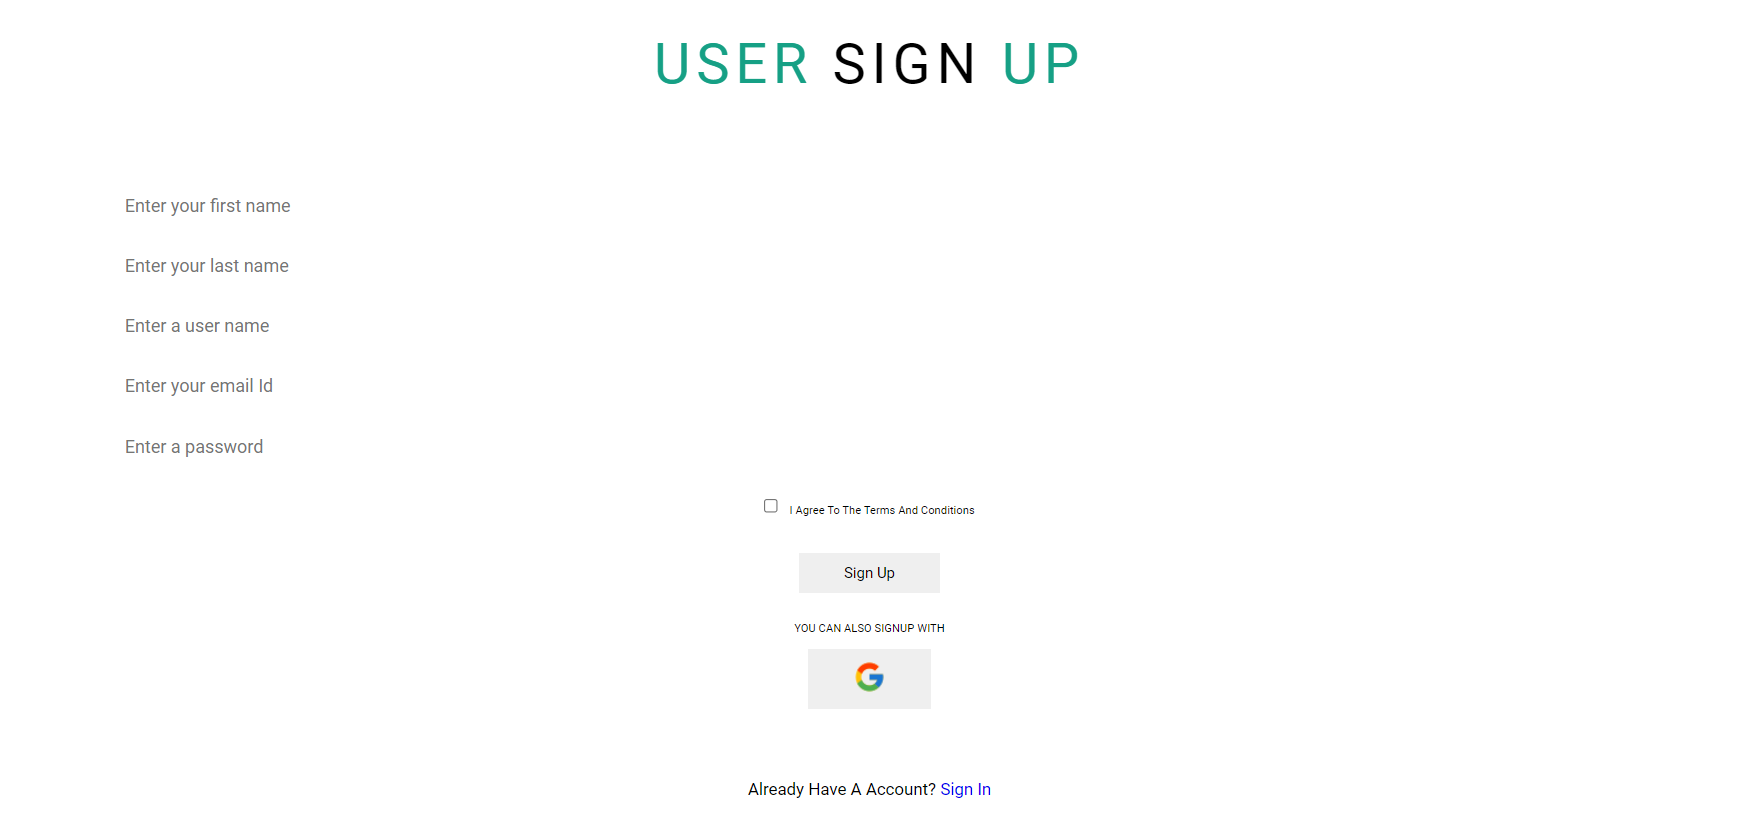 USER SIGN UP
Enter your first name
Enter your last name
Enter a user name
Enter your email Id
Enter a password
I Agree To The Terms And Conditions
Sign Up
YOU CAN ALSO SIGNUP WITH
Already Have A Account? Sign In